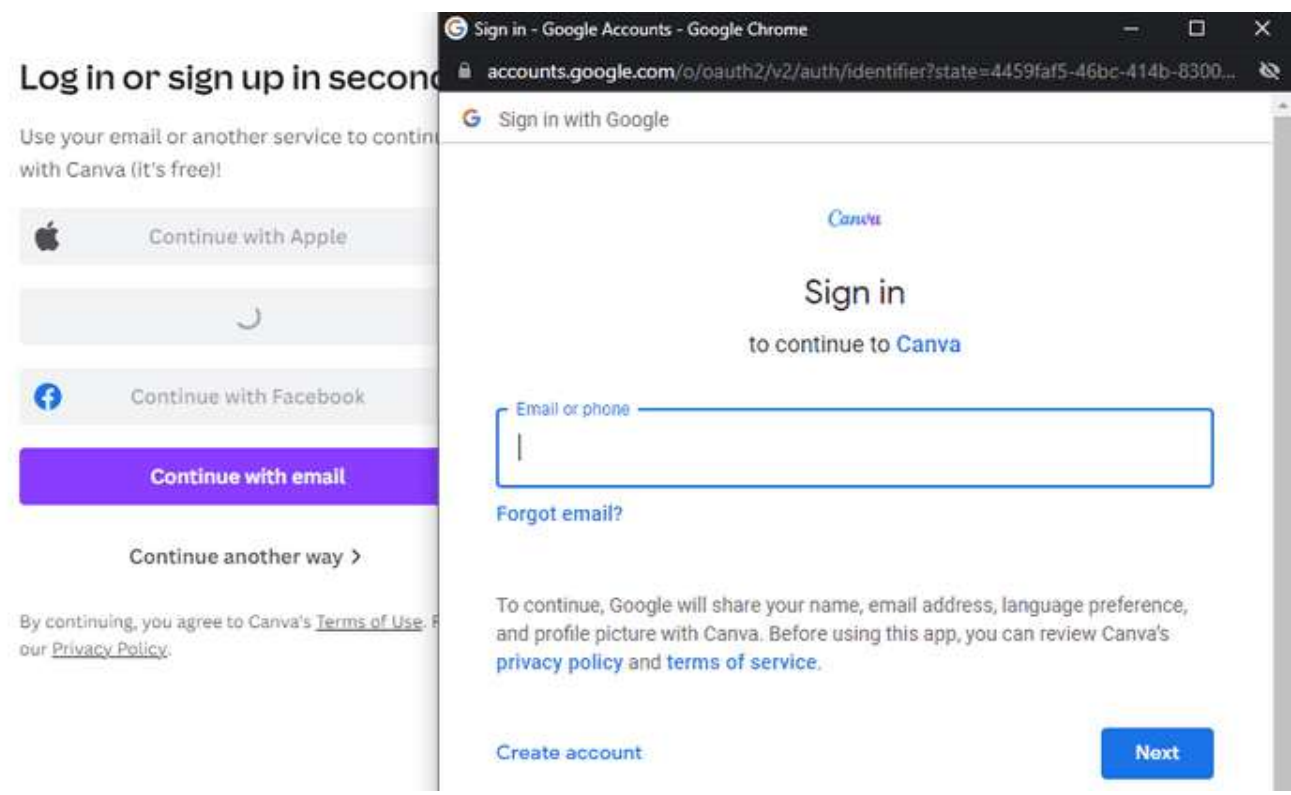 Log in or sign up in secon
Use your email or another service to contin
with Canva (it's free)!
Continue with Apple
Continue with Facebook
Continue with email
Continue another way >
By continuing, you agree to Canva's Terms of Use.
our Privacy Policy.
Sign in - Google Accounts - Google Chrome
accounts.google.com/o/oauth2/v2/auth/identifier?state=4459faf5-46bc-414b-8300...
Sign in with Google
Canva
Sign in
to continue to Canva
Email or phone
Forgot email?
To continue, Google will share your name, email address, language preference,
and profile picture with Canva. Before using this app, you can review Canva's
privacy policy and terms of service.
Create account
Next